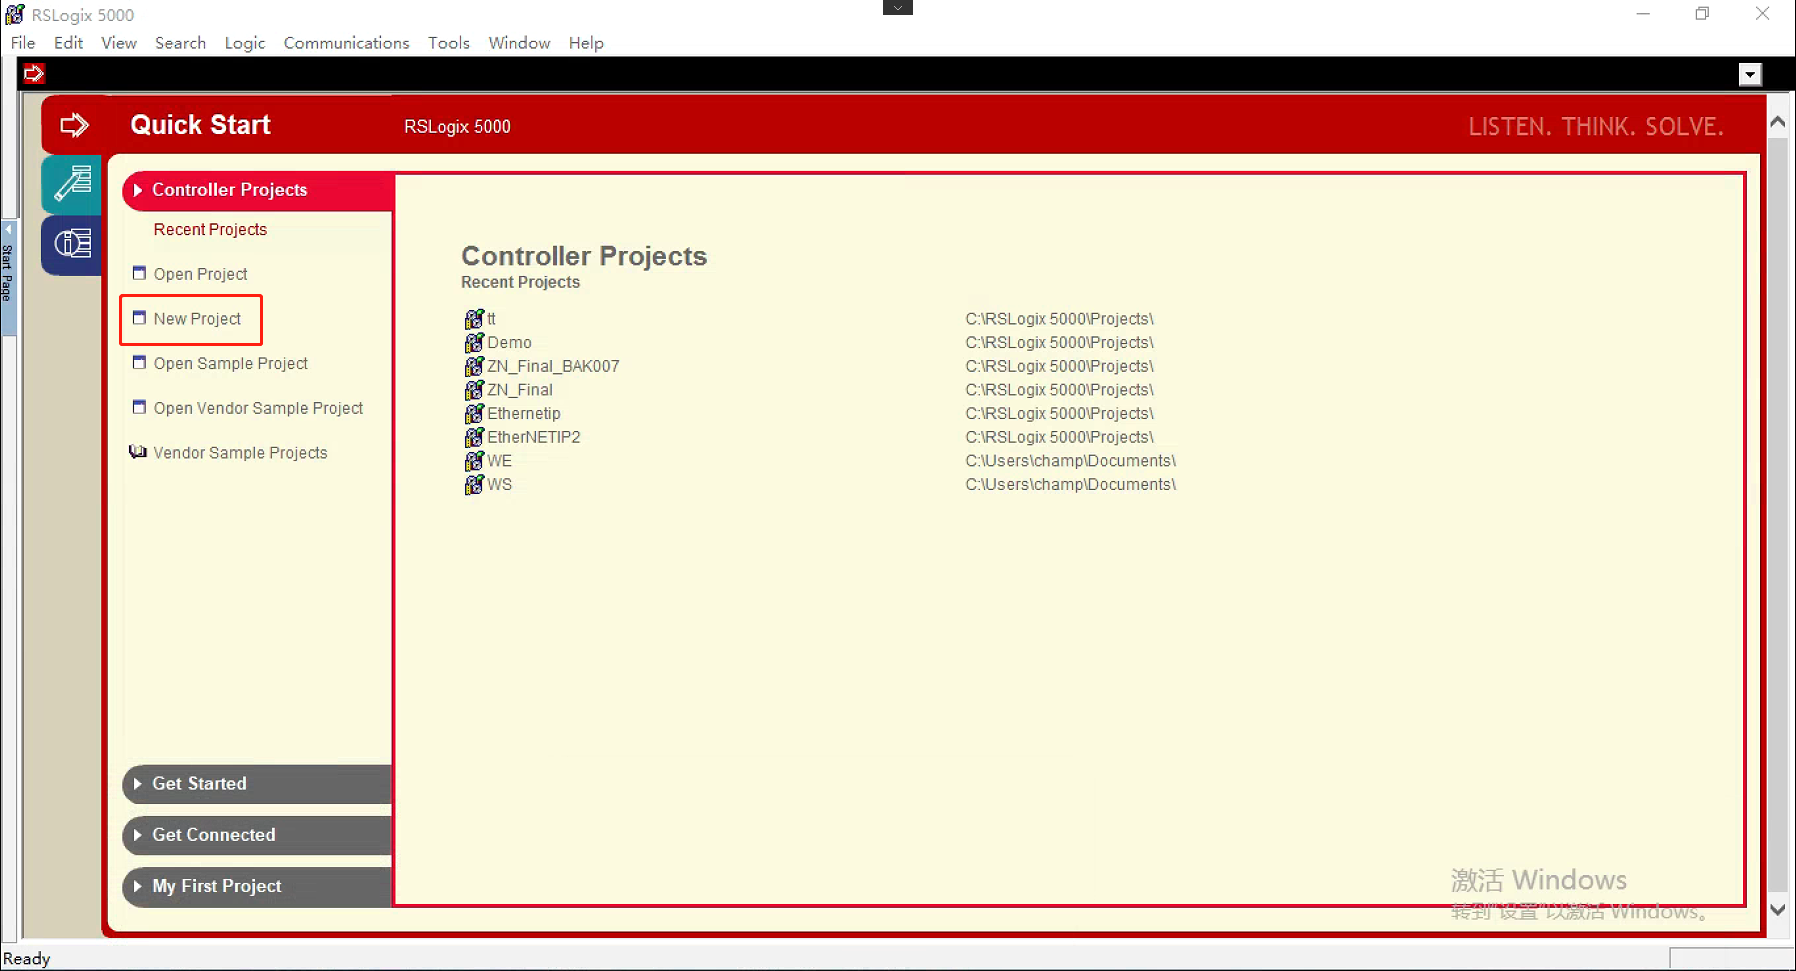 RSLogix 5000
File Edit View Search Logic Communications Tools Window Help
Start Page
Quick Start
RSLogix 5000
LISTEN. THINK. SOLVE.
Controller Projects
Recent Projects
Open Project
New Project
Open Sample Project
Open Vendor Sample Project
Vendor Sample Projects
Get Started
Get Connected
My First Project
Controller Projects
Recent Projects
tt C:\RSLogix 5000\Projects\
Demo C:\RSLogix 5000\Projects\
ZN_Final_BAK007 C:\RSLogix 5000\Projects\
ZN_Final C:\RSLogix 5000\Projects\
Ethernetip C:\RSLogix 5000\Projects\
EtherNETIP2 C:\RSLogix 5000\Projects\
WE C:\Users\champ\Documents\
WS C:\Users\champ\Documents\
激活 Windows
转到"设置"以激活 Windows。
Ready